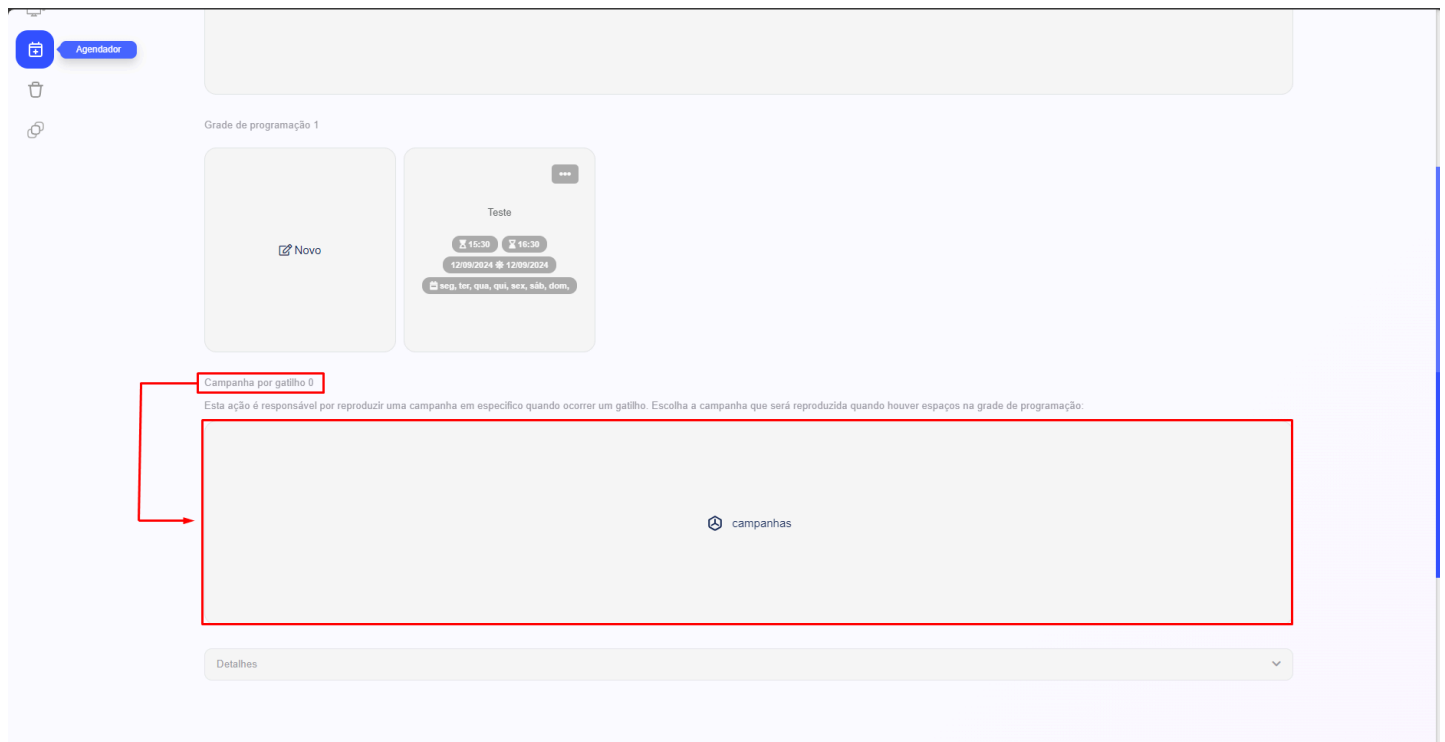 Agendador
Grade de programação 1
Novo
Teste
15:30 16:30
12/09/2024 12/09/2024
seg, ter, qua, qui, sex, sáb, dom,
Campanha por gatilho 0
Esta ação é responsável por reproduzir uma campanha em específico quando ocorrer um gatilho. Escolha a campanha que será reproduzida quando houver espaços na grade de programação:
campanhas
Detalhes